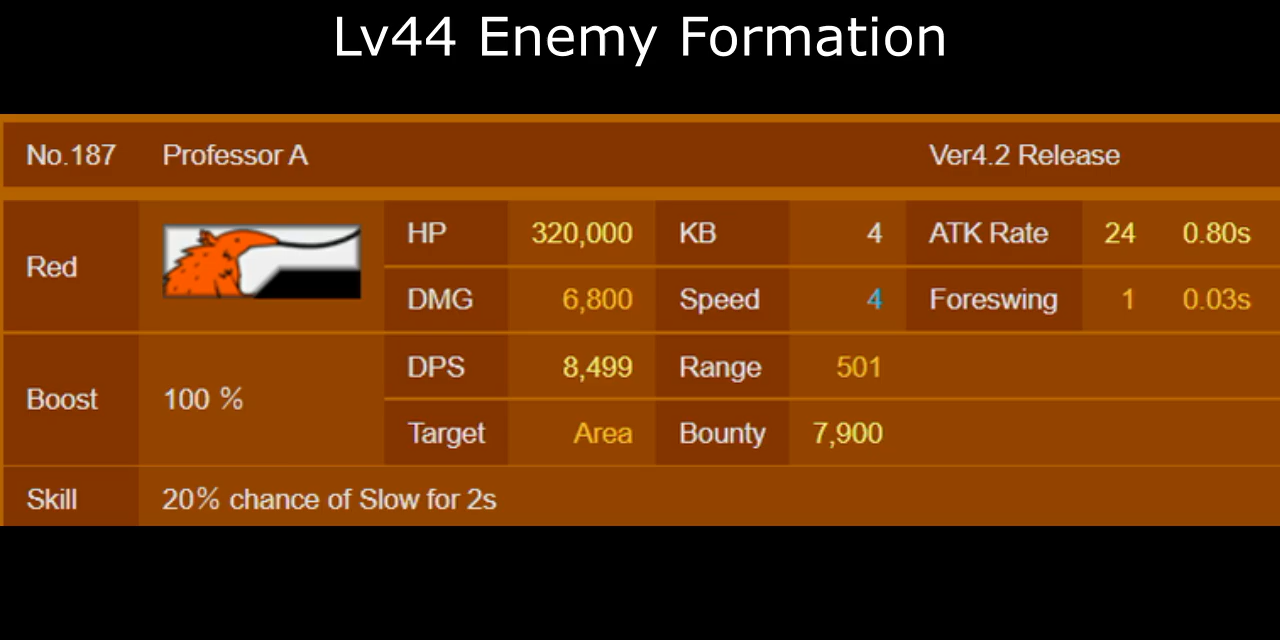 Lv44 Enemy Formation
No.187 Professor A Ver4.2 Release
Red HP 320,000 KB 4 ATK Rate 24 0.80s
DMG 6,800 Speed 4 Foreswing 1 0.03s
Boost 100 % DPS 8,499 Range 501
Target Area Bounty 7,900
Skill 20% chance of Slow for 2s